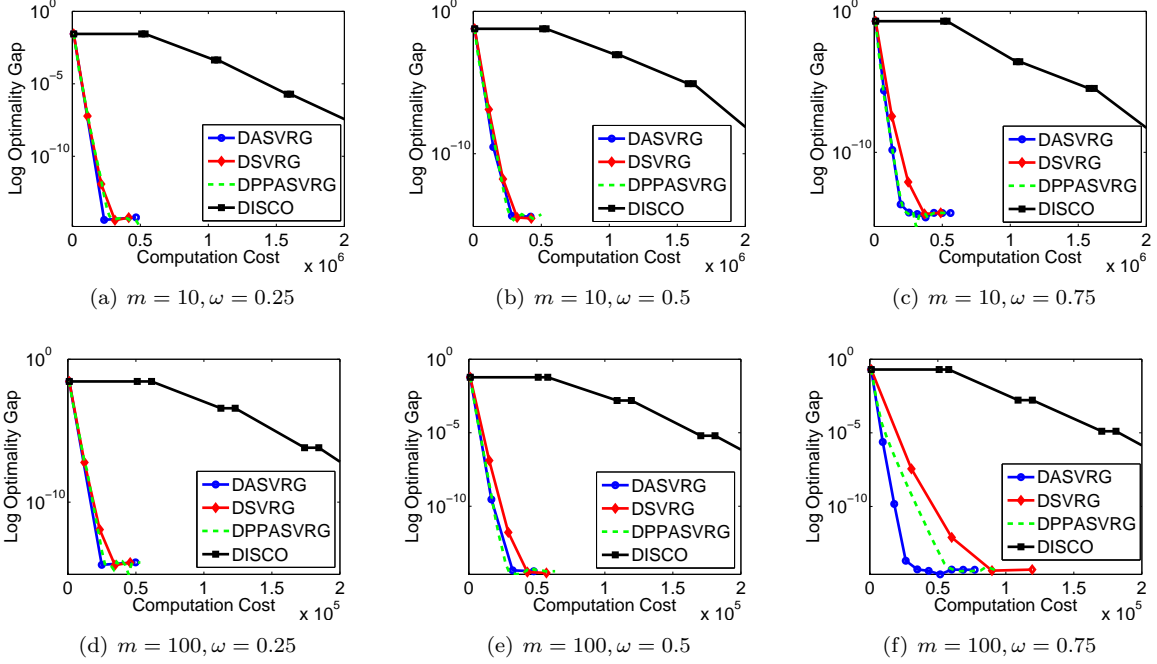 10^0
10^-5
10^-10
Log Optimality Gap
DASVRG
DSVRG
DPPASVRG
DISCO
0 0.5 1 1.5 2
Computation Cost
x 10^6
(a) m = 10, ω = 0.25
10^0
10^-10
Log Optimality Gap
DASVRG
DSVRG
DPPASVRG
DISCO
0 0.5 1 1.5 2
Computation Cost
x 10^6
(b) m = 10, ω = 0.5
10^0
10^-10
Log Optimality Gap
DASVRG
DSVRG
DPPASVRG
DISCO
0 0.5 1 1.5 2
Computation Cost
x 10^6
(c) m = 10, ω = 0.75
10^0
10^-10
Log Optimality Gap
DASVRG
DSVRG
DPPASVRG
DISCO
0 0.5 1 1.5 2
Computation Cost
x 10^5
(d) m = 100, ω = 0.25
10^0
10^-5
10^-10
Log Optimality Gap
DASVRG
DSVRG
DPPASVRG
DISCO
0 0.5 1 1.5 2
Computation Cost
x 10^5
(e) m = 100, ω = 0.5
10^0
10^-5
10^-10
Log Optimality Gap
DASVRG
DSVRG
DPPASVRG
DISCO
0 0.5 1 1.5 2
Computation Cost
x 10^5
(f) m = 100, ω = 0.75